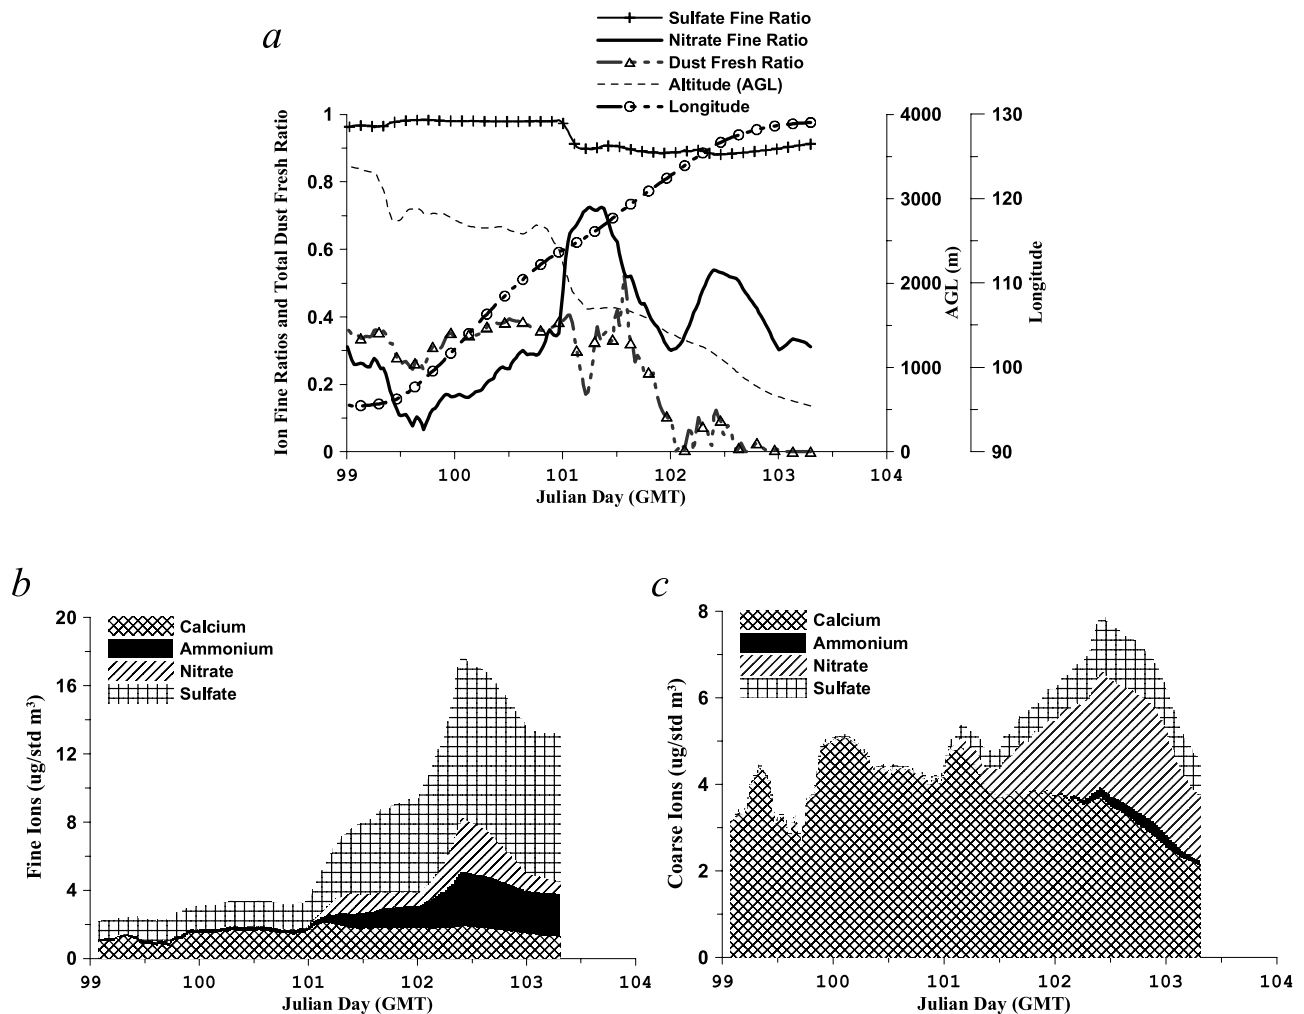 a
Sulfate Fine Ratio
Nitrate Fine Ratio
Dust Fresh Ratio
Altitude (AGL)
Longitude
Ion Fine Ratios and Total Dust Fresh Ratio
1
0.8
0.6
0.4
0.2
0
99
100
101
102
103
104
Julian Day (GMT)
4000
3000
2000
1000
0
AGL (m)
130
120
110
100
90
Longitude
b
Calcium
Ammonium
Nitrate
Sulfate
Fine Ions (ug/std m³)
20
16
12
8
4
0
99
100
101
102
103
104
Julian Day (GMT)
c
Calcium
Ammonium
Nitrate
Sulfate
Coarse Ions (ug/std m³)
8
6
4
2
0
99
100
101
102
103
104
Julian Day (GMT)